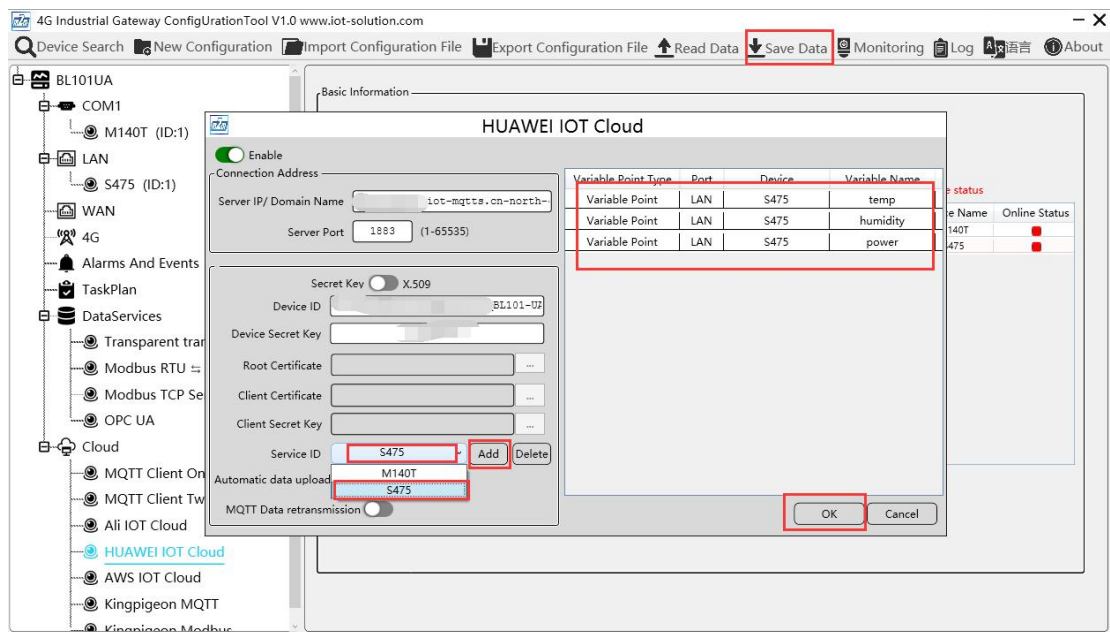 4G Industrial Gateway ConfigUrationTool V1.0 www.iot-solution.com
Device Search New Configuration Import Configuration File Export Configuration File Read Data Save Data Monitoring Log 语言 About
BL101UA
COM1
M140T (ID:1)
LAN
S475 (ID:1)
WAN
4G
Alarms And Events
TaskPlan
DataServices
Transparent tran
Modbus RTU ⇆
Modbus TCP Se
OPC UA
Cloud
MQTT Client On
MQTT Client Tw
Ali IOT Cloud
HUAWEI IOT Cloud
AWS IOT Cloud
Kingpigeon MQTT
Kingpigeon Modbus
Basic Information
HUAWEI IOT Cloud
Enable
Connection Address
Server IP/ Domain Name iot-mqtts.cn-north-
Server Port 1883 (1-65535)
Secret Key X.509
Device ID BL101-UA
Device Secret Key
Root Certificate ...
Client Certificate ...
Client Secret Key ...
Service ID S475 Add Delete
M140T
S475
Automatic data upload
MQTT Data retransmission
Variable Point Type Port Device Variable Name
Variable Point LAN S475 temp
Variable Point LAN S475 humidity
Variable Point LAN S475 power
OK Cancel
e status
ce Name Online Status
140T
475